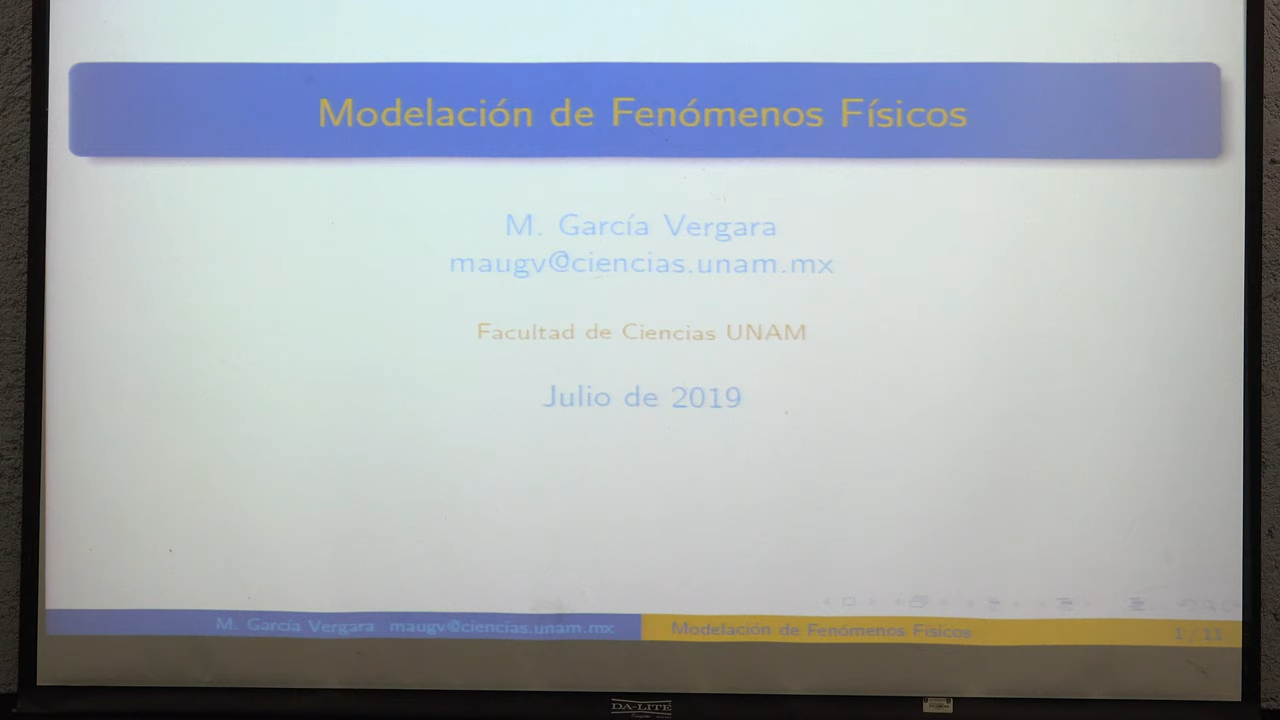 Modelación de Fenómenos Físicos
M. García Vergara
maugv@ciencias.unam.mx
Facultad de Ciencias UNAM
Julio de 2019
M. García Vergara maugv@ciencias.unam.mx
Modelación de Fenómenos Físicos
1 / 11
DA-LITE